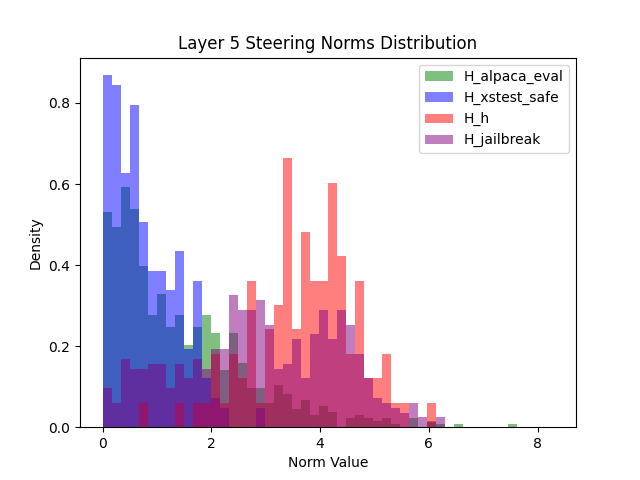 Layer 5 Steering Norms Distribution
H_alpaca_eval
H_xstest_safe
H_h
H_jailbreak
Density
0.8
0.6
0.4
0.2
0.0
0 2 4 6 8
Norm Value